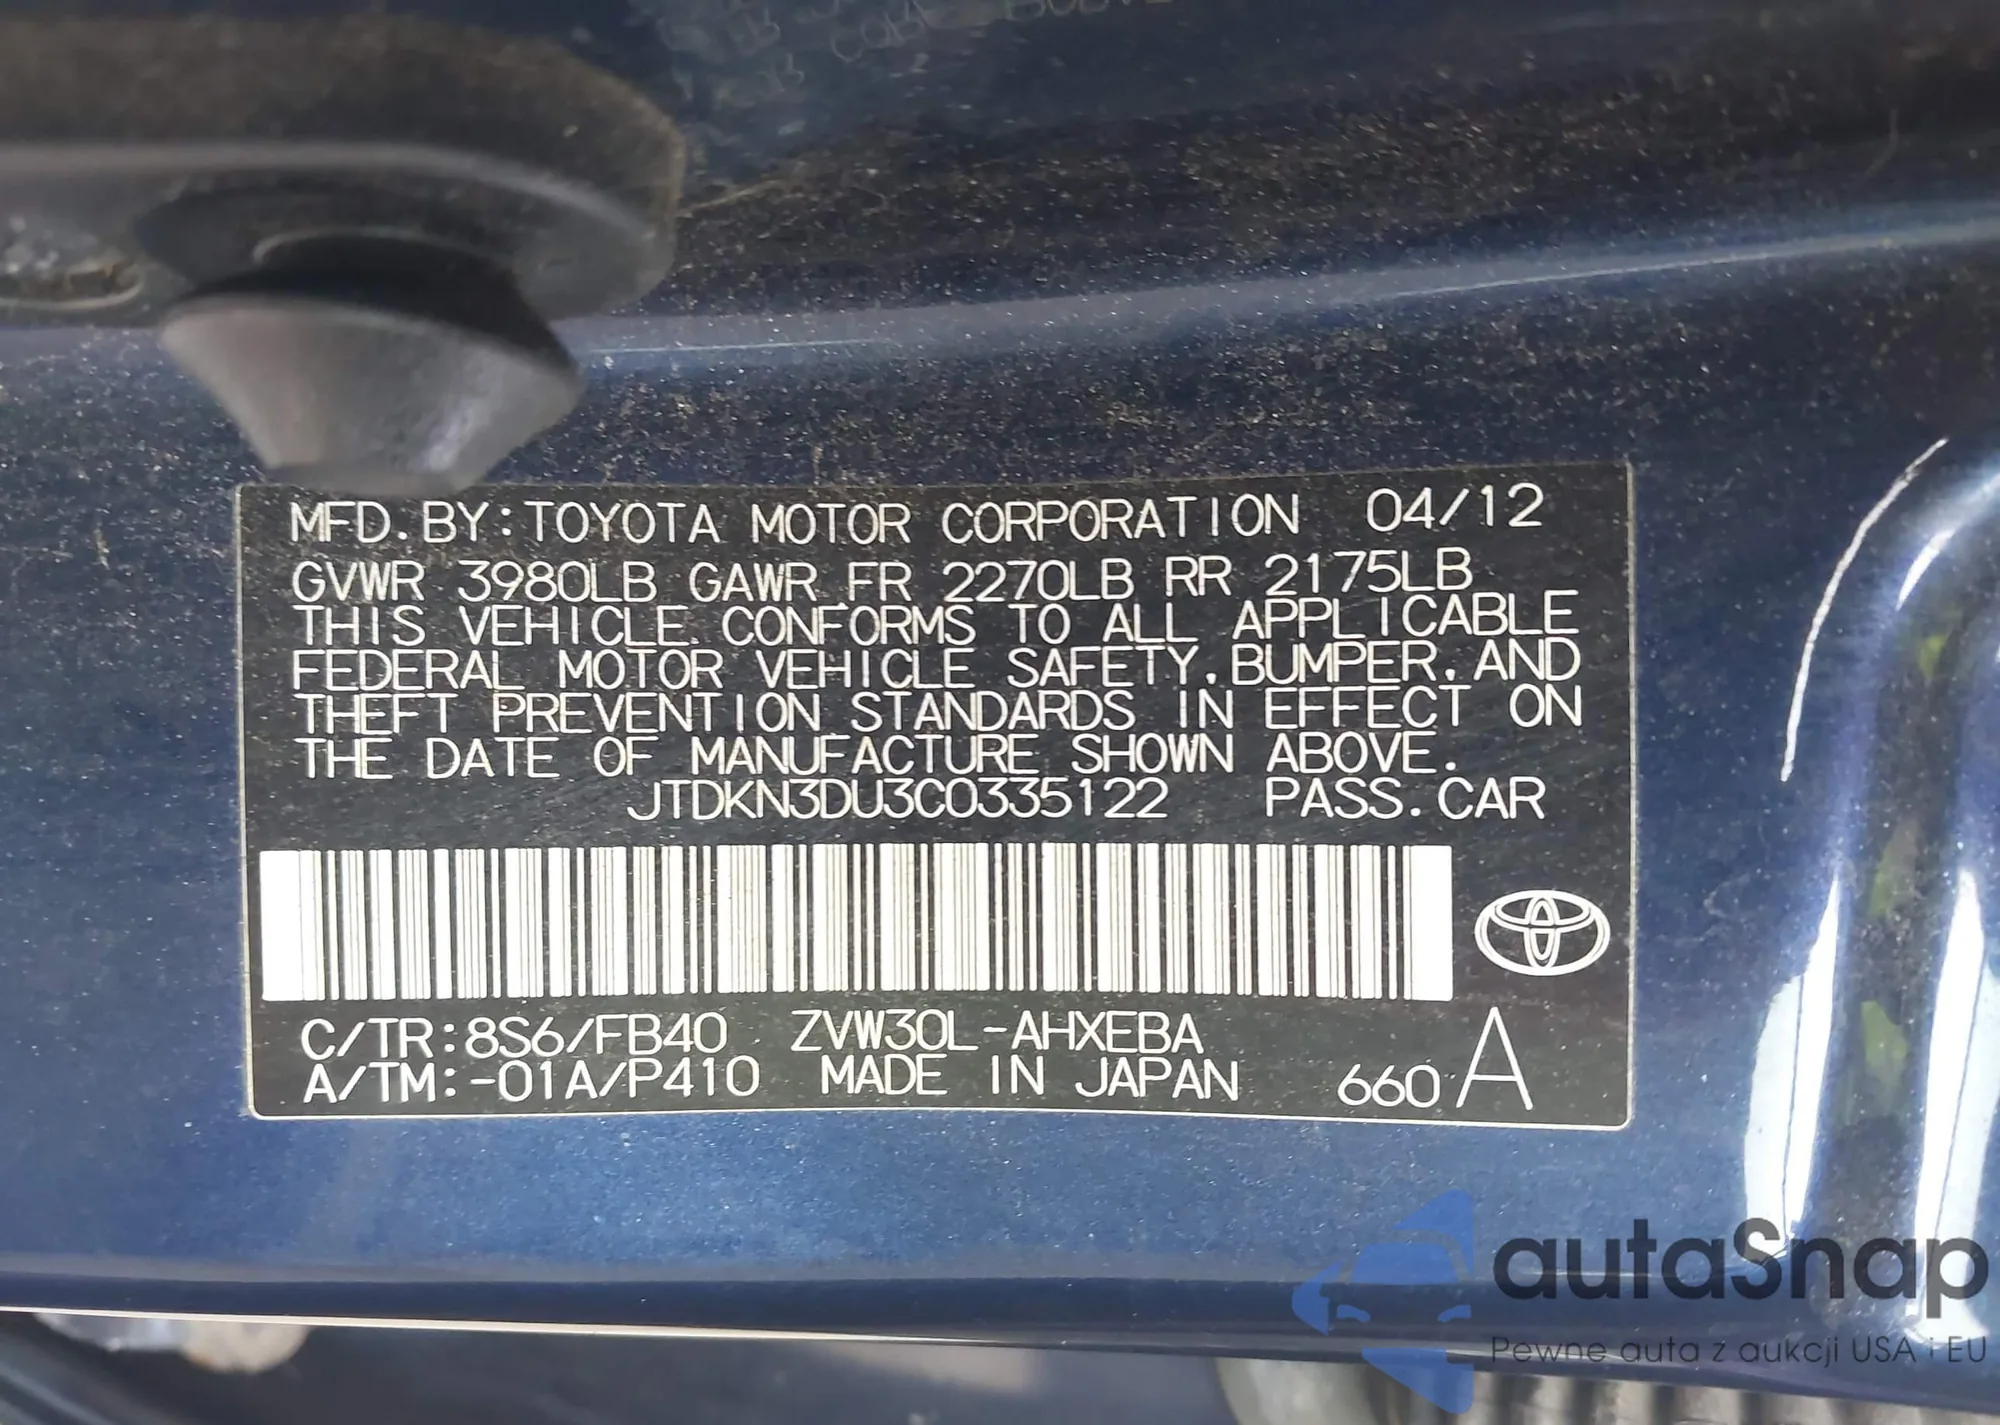 MFD. BY: TOYOTA MOTOR CORPORATION 04/12
GVWR 3980LB GAWR FR 2270LB RR 2175LB
THIS VEHICLE CONFORMS TO ALL APPLICABLE
FEDERAL MOTOR VEHICLE SAFETY, BUMPER, AND
THEFT PREVENTION STANDARDS IN EFFECT ON
THE DATE OF MANUFACTURE SHOWN ABOVE.
JTDKN3DU3C0335122 PASS. CAR
C/TR: 8S6/FB40 ZVW30L-AHXEBA
A/TM: -01A/P410 MADE IN JAPAN 660 A
autaSnap
Pewne auta z aukcji USA i EU